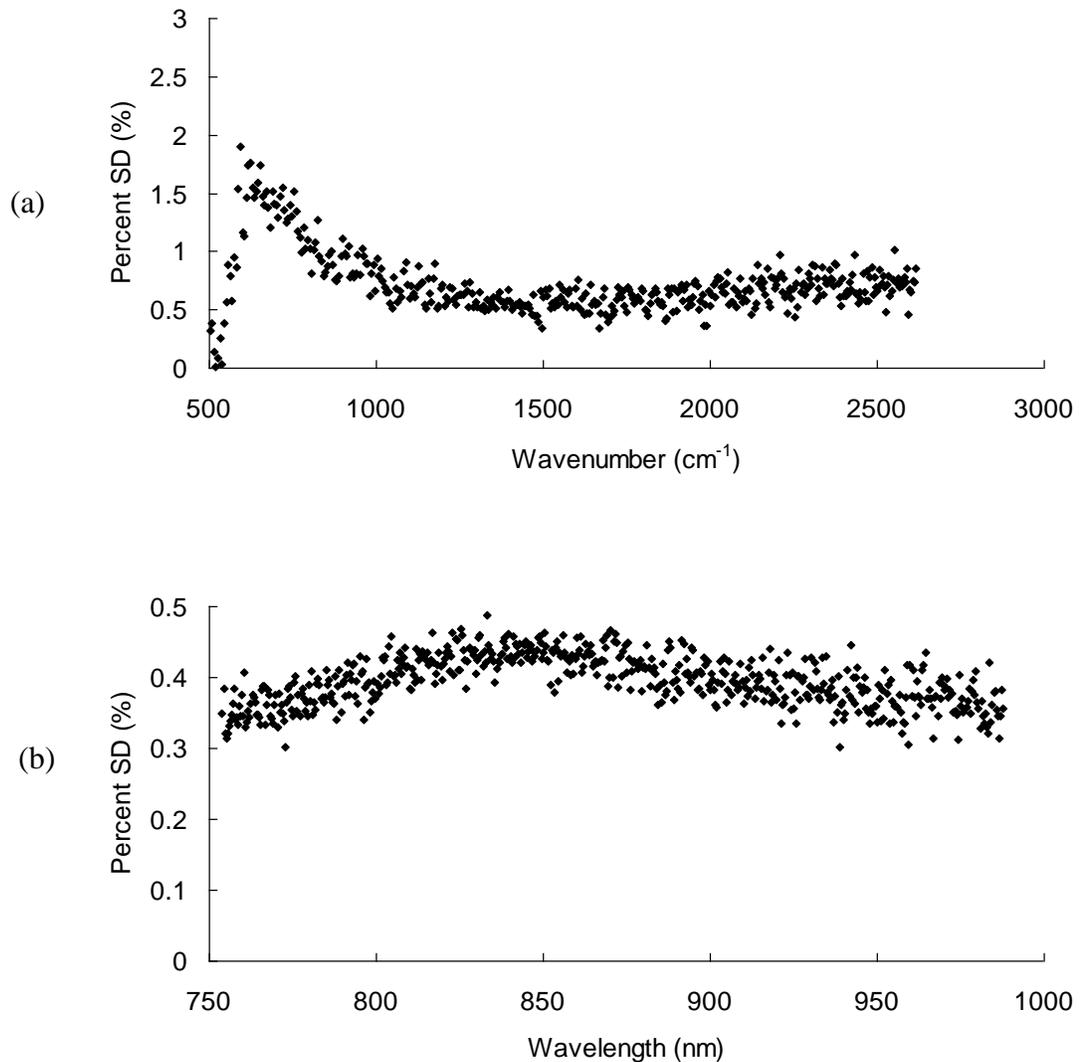 (a)
Percent SD (%)
3
2.5
2
1.5
1
0.5
0
500 1000 1500 2000 2500 3000
Wavenumber (cm⁻¹)
(b)
Percent SD (%)
0.5
0.4
0.3
0.2
0.1
0
750 800 850 900 950 1000
Wavelength (nm)